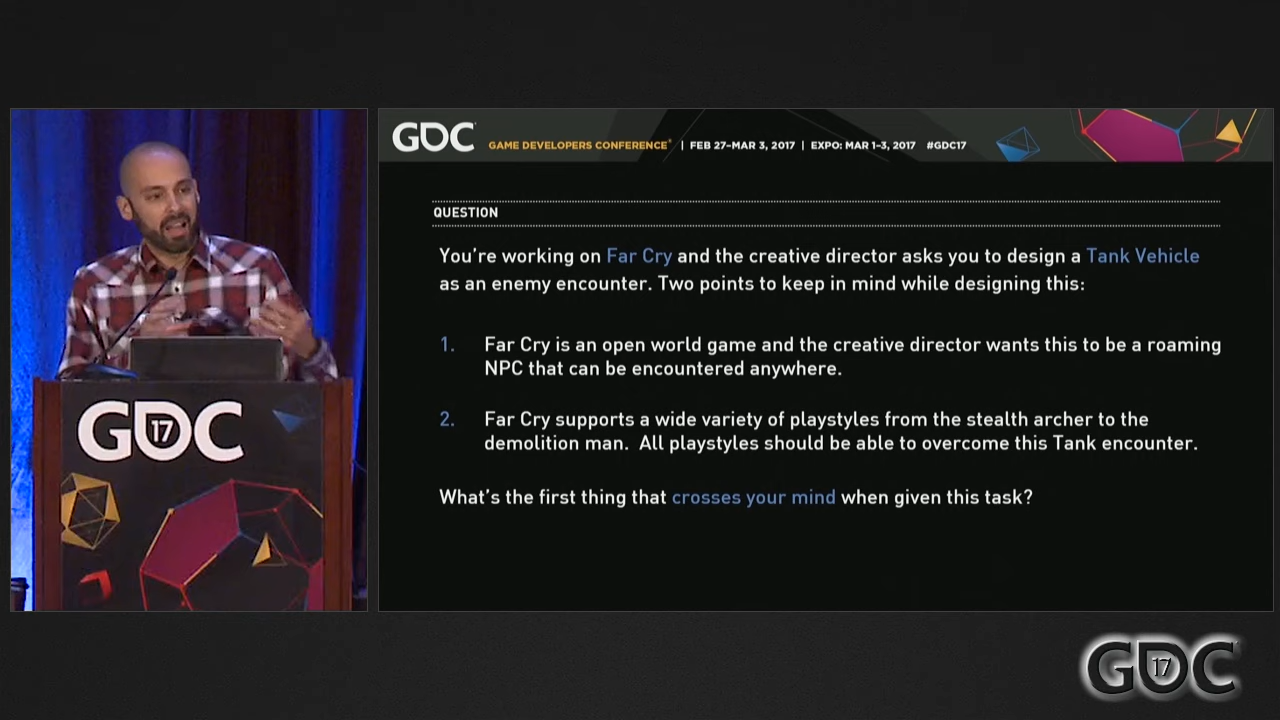 GDC
GAME DEVELOPERS CONFERENCE® | FEB 27–MAR 3, 2017 | EXPO: MAR 1–3, 2017 #GDC17
QUESTION
You're working on Far Cry and the creative director asks you to design a Tank Vehicle
as an enemy encounter. Two points to keep in mind while designing this:
1. Far Cry is an open world game and the creative director wants this to be a roaming
NPC that can be encountered anywhere.
2. Far Cry supports a wide variety of playstyles from the stealth archer to the
demolition man. All playstyles should be able to overcome this Tank encounter.
What's the first thing that crosses your mind when given this task?
GDC 17
GDC 17